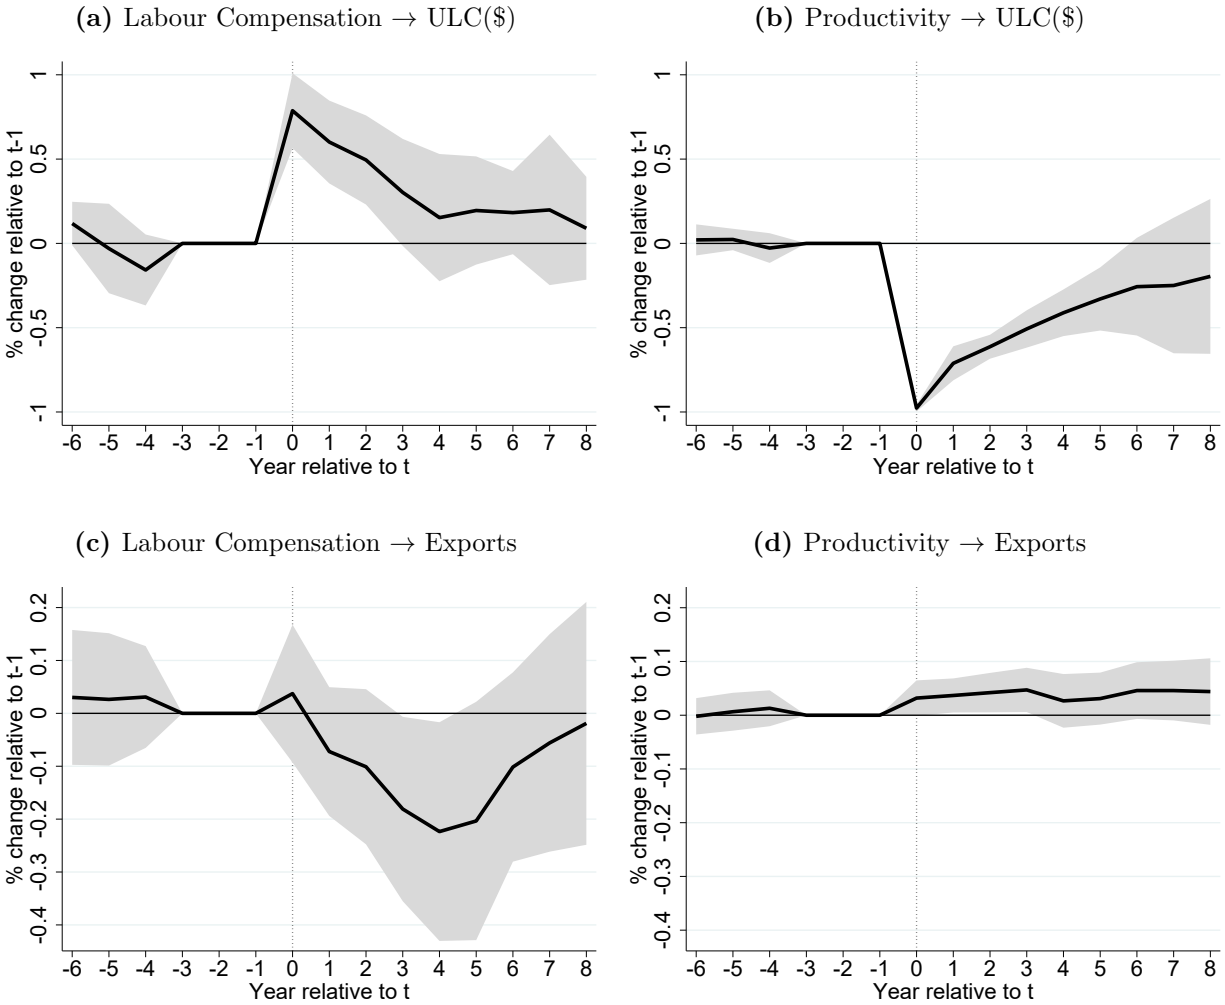 (a) Labour Compensation → ULC($)
% change relative to t-1
1
0.5
0
-0.5
-1
-6 -5 -4 -3 -2 -1 0 1 2 3 4 5 6 7 8
Year relative to t
(b) Productivity → ULC($)
% change relative to t-1
1
0.5
0
-0.5
-1
-6 -5 -4 -3 -2 -1 0 1 2 3 4 5 6 7 8
Year relative to t
(c) Labour Compensation → Exports
% change relative to t-1
0.2
0.1
0
-0.1
-0.2
-0.3
-0.4
-6 -5 -4 -3 -2 -1 0 1 2 3 4 5 6 7 8
Year relative to t
(d) Productivity → Exports
% change relative to t-1
0.2
0.1
0
-0.1
-0.2
-0.3
-0.4
-6 -5 -4 -3 -2 -1 0 1 2 3 4 5 6 7 8
Year relative to t